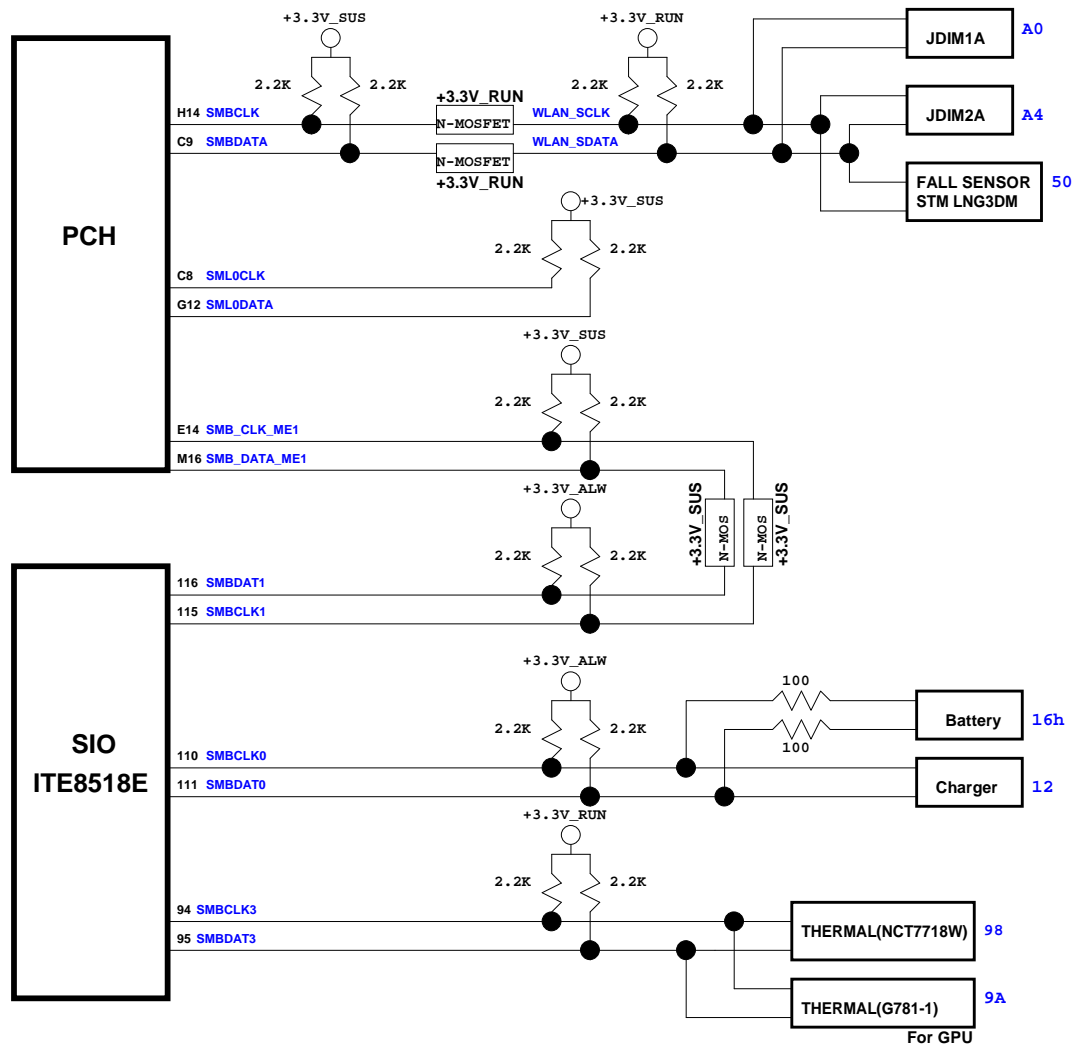 +3.3V_SUS
+3.3V_RUN
2.2K
2.2K
2.2K
2.2K
JDIM1A
A0
+3.3V_RUN
H14 SMBCLK
N-MOSFET
WLAN_SCLK
JDIM2A
A4
C9 SMBDATA
N-MOSFET
WLAN_SDATA
+3.3V_RUN
FALL SENSOR
STM LNG3DM
50
PCH
+3.3V_SUS
2.2K
2.2K
C8 SML0CLK
G12 SML0DATA
+3.3V_SUS
2.2K
2.2K
E14 SMB_CLK_ME1
M16 SMB_DATA_ME1
+3.3V_ALW
+3.3V_SUS
N-MOS
N-MOS
+3.3V_SUS
2.2K
2.2K
116 SMBDAT1
115 SMBCLK1
SIO
ITE8518E
+3.3V_ALW
2.2K
2.2K
100
100
Battery
16h
110 SMBCLK0
111 SMBDAT0
Charger
12
+3.3V_RUN
2.2K
2.2K
94 SMBCLK3
95 SMBDAT3
THERMAL(NCT7718W)
98
THERMAL(G781-1)
9A
For GPU